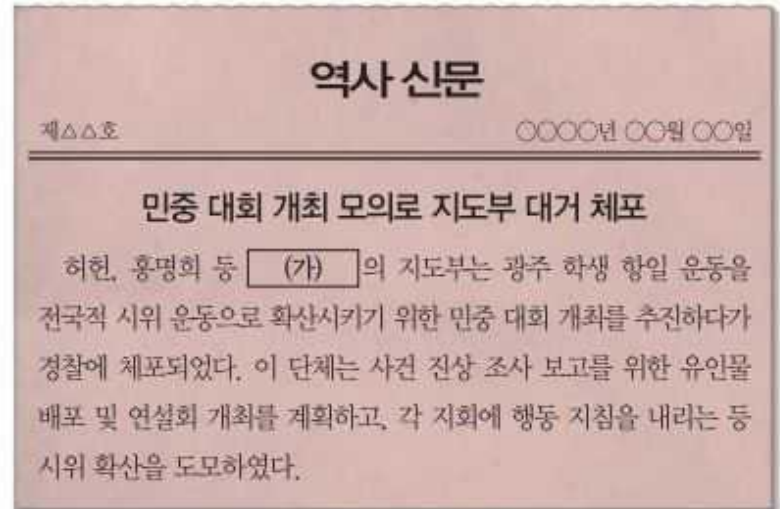 역사 신문
제△△호 ○○○○년 ○○월 ○○일
민중 대회 개최 모의로 지도부 대거 체포
허헌, 홍명희 등 (가) 의 지도부는 광주 학생 항일 운동을
전국적 시위 운동으로 확산시키기 위한 민중 대회 개최를 추진하다가
경찰에 체포되었다. 이 단체는 사건 진상 조사 보고를 위한 유인물
배포 및 연설회 개최를 계획하고, 각 지회에 행동 지침을 내리는 등
시위 확산을 도모하였다.